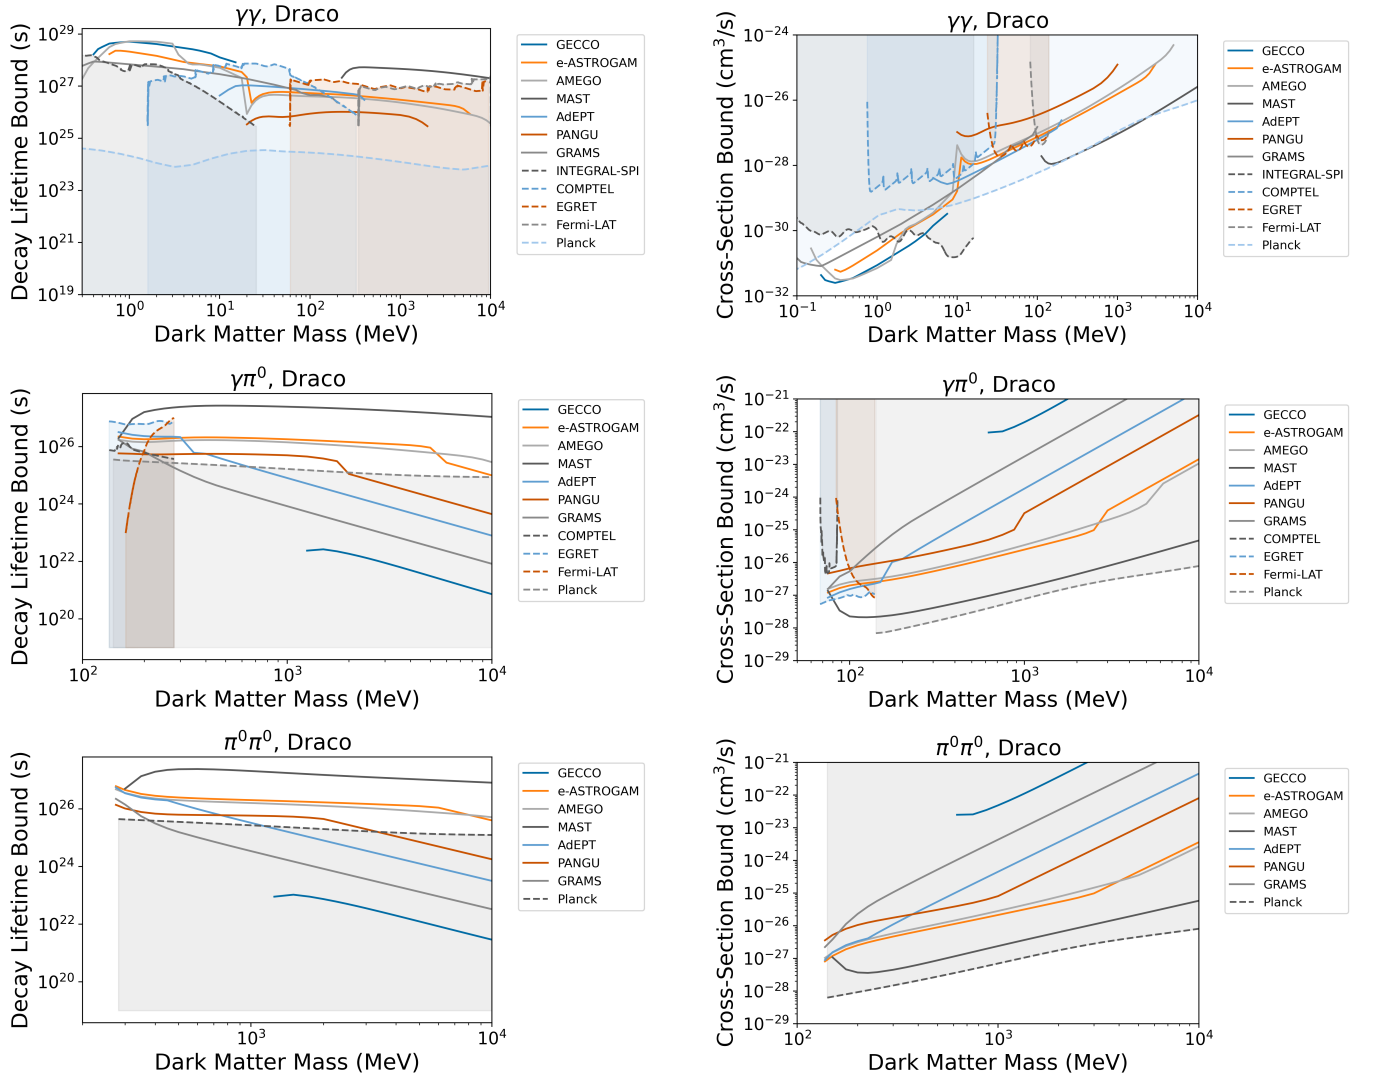 γγ, Draco
Decay Lifetime Bound (s)
10^29
10^27
10^25
10^23
10^21
10^19
10^0
10^1
10^2
10^3
10^4
Dark Matter Mass (MeV)
GECCO
e-ASTROGAM
AMEGO
MAST
AdEPT
PANGU
GRAMS
INTEGRAL-SPI
COMPTEL
EGRET
Fermi-LAT
Planck
γγ, Draco
Cross-Section Bound (cm^3/s)
10^−24
10^−26
10^−28
10^−30
10^−32
10^−1
10^0
10^1
10^2
10^3
10^4
Dark Matter Mass (MeV)
GECCO
e-ASTROGAM
AMEGO
MAST
AdEPT
PANGU
GRAMS
INTEGRAL-SPI
COMPTEL
EGRET
Fermi-LAT
Planck
γπ^0, Draco
Decay Lifetime Bound (s)
10^26
10^24
10^22
10^20
10^2
10^3
10^4
Dark Matter Mass (MeV)
GECCO
e-ASTROGAM
AMEGO
MAST
AdEPT
PANGU
GRAMS
COMPTEL
EGRET
Fermi-LAT
Planck
γπ^0, Draco
Cross-Section Bound (cm^3/s)
10^−21
10^−22
10^−23
10^−24
10^−25
10^−26
10^−27
10^−28
10^−29
10^2
10^3
10^4
Dark Matter Mass (MeV)
GECCO
e-ASTROGAM
AMEGO
MAST
AdEPT
PANGU
GRAMS
COMPTEL
EGRET
Fermi-LAT
Planck
π^0π^0, Draco
Decay Lifetime Bound (s)
10^26
10^24
10^22
10^20
10^3
10^4
Dark Matter Mass (MeV)
GECCO
e-ASTROGAM
AMEGO
MAST
AdEPT
PANGU
GRAMS
Planck
π^0π^0, Draco
Cross-Section Bound (cm^3/s)
10^−21
10^−22
10^−23
10^−24
10^−25
10^−26
10^−27
10^−28
10^−29
10^2
10^3
10^4
Dark Matter Mass (MeV)
GECCO
e-ASTROGAM
AMEGO
MAST
AdEPT
PANGU
GRAMS
Planck